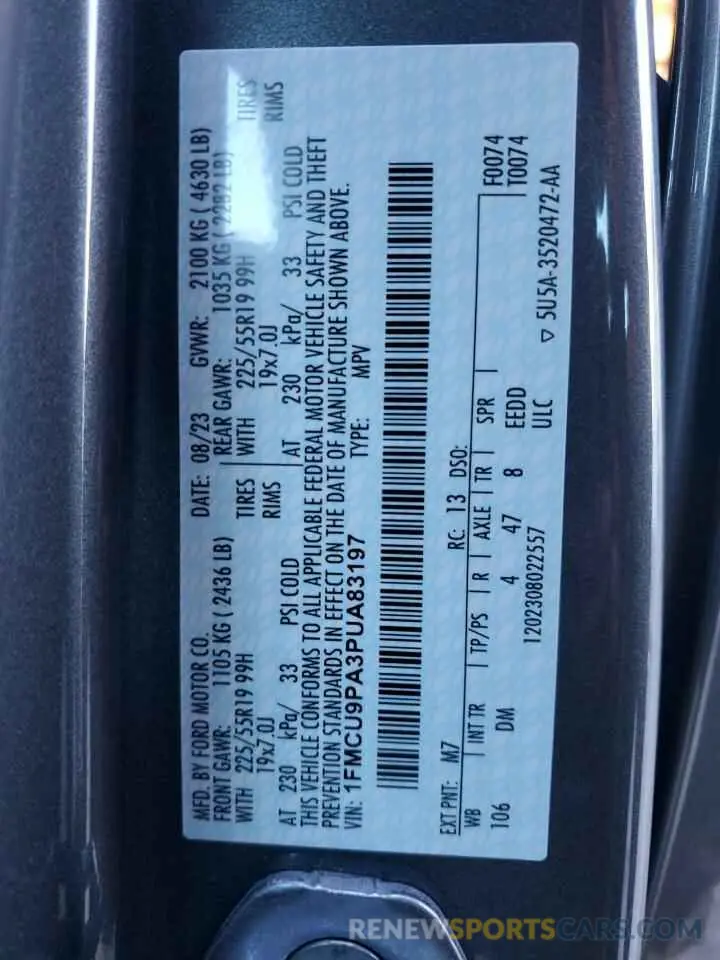 MFD. BY FORD MOTOR CO. DATE: 08/23 GVWR: 2100 KG ( 4630 LB)
FRONT GAWR: 1105 KG ( 2436 LB) REAR GAWR: 1035 KG ( 2282 LB)
WITH 225/55R19 99H TIRES WITH 225/55R19 99H TIRES
19x7.0J RIMS 19x7.0J RIMS
AT 230 kPa/ 33 PSI COLD AT 230 kPa/ 33 PSI COLD
THIS VEHICLE CONFORMS TO ALL APPLICABLE FEDERAL MOTOR VEHICLE SAFETY AND THEFT
PREVENTION STANDARDS IN EFFECT ON THE DATE OF MANUFACTURE SHOWN ABOVE.
VIN: 1FMCU9PA3PUA83197 TYPE: MPV
EXT PNT: M7 RC: 13 DSO:
WB INT TR TP/PS R AXLE TR SPR F0074
106 DM 4 47 8 EEDD T0074
1202308022557 ULC ▽ 5U5A-3520472-AA
RENEWSPORTSCARS.COM